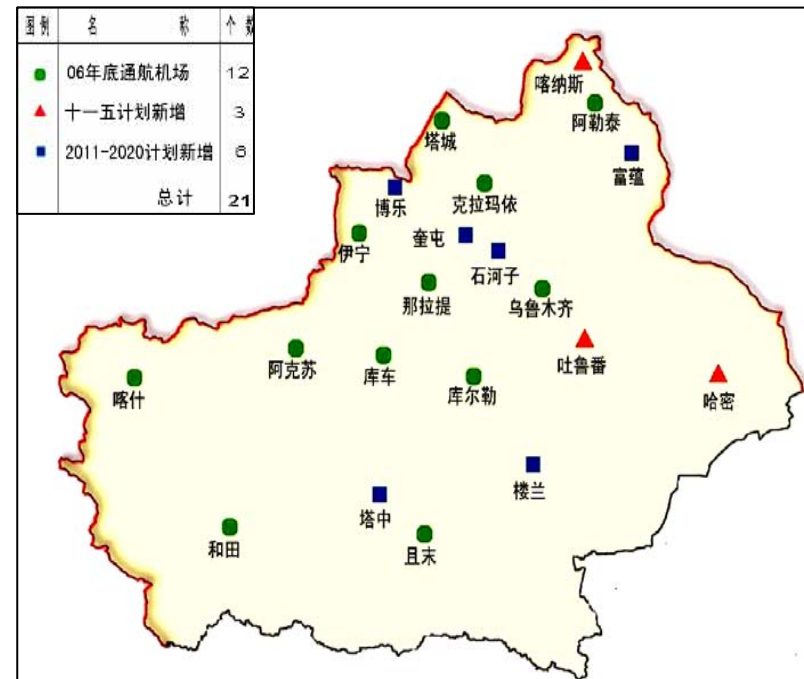 图例 名 称 个数
06年底通航机场 12
十一五计划新增 3
2011-2020计划新增 6
总计 21
喀纳斯
阿勒泰
塔城
富蕴
博乐
克拉玛依
伊宁
奎屯
石河子
那拉提
乌鲁木齐
阿克苏
库车
库尔勒
吐鲁番
喀什
哈密
楼兰
塔中
和田
且末